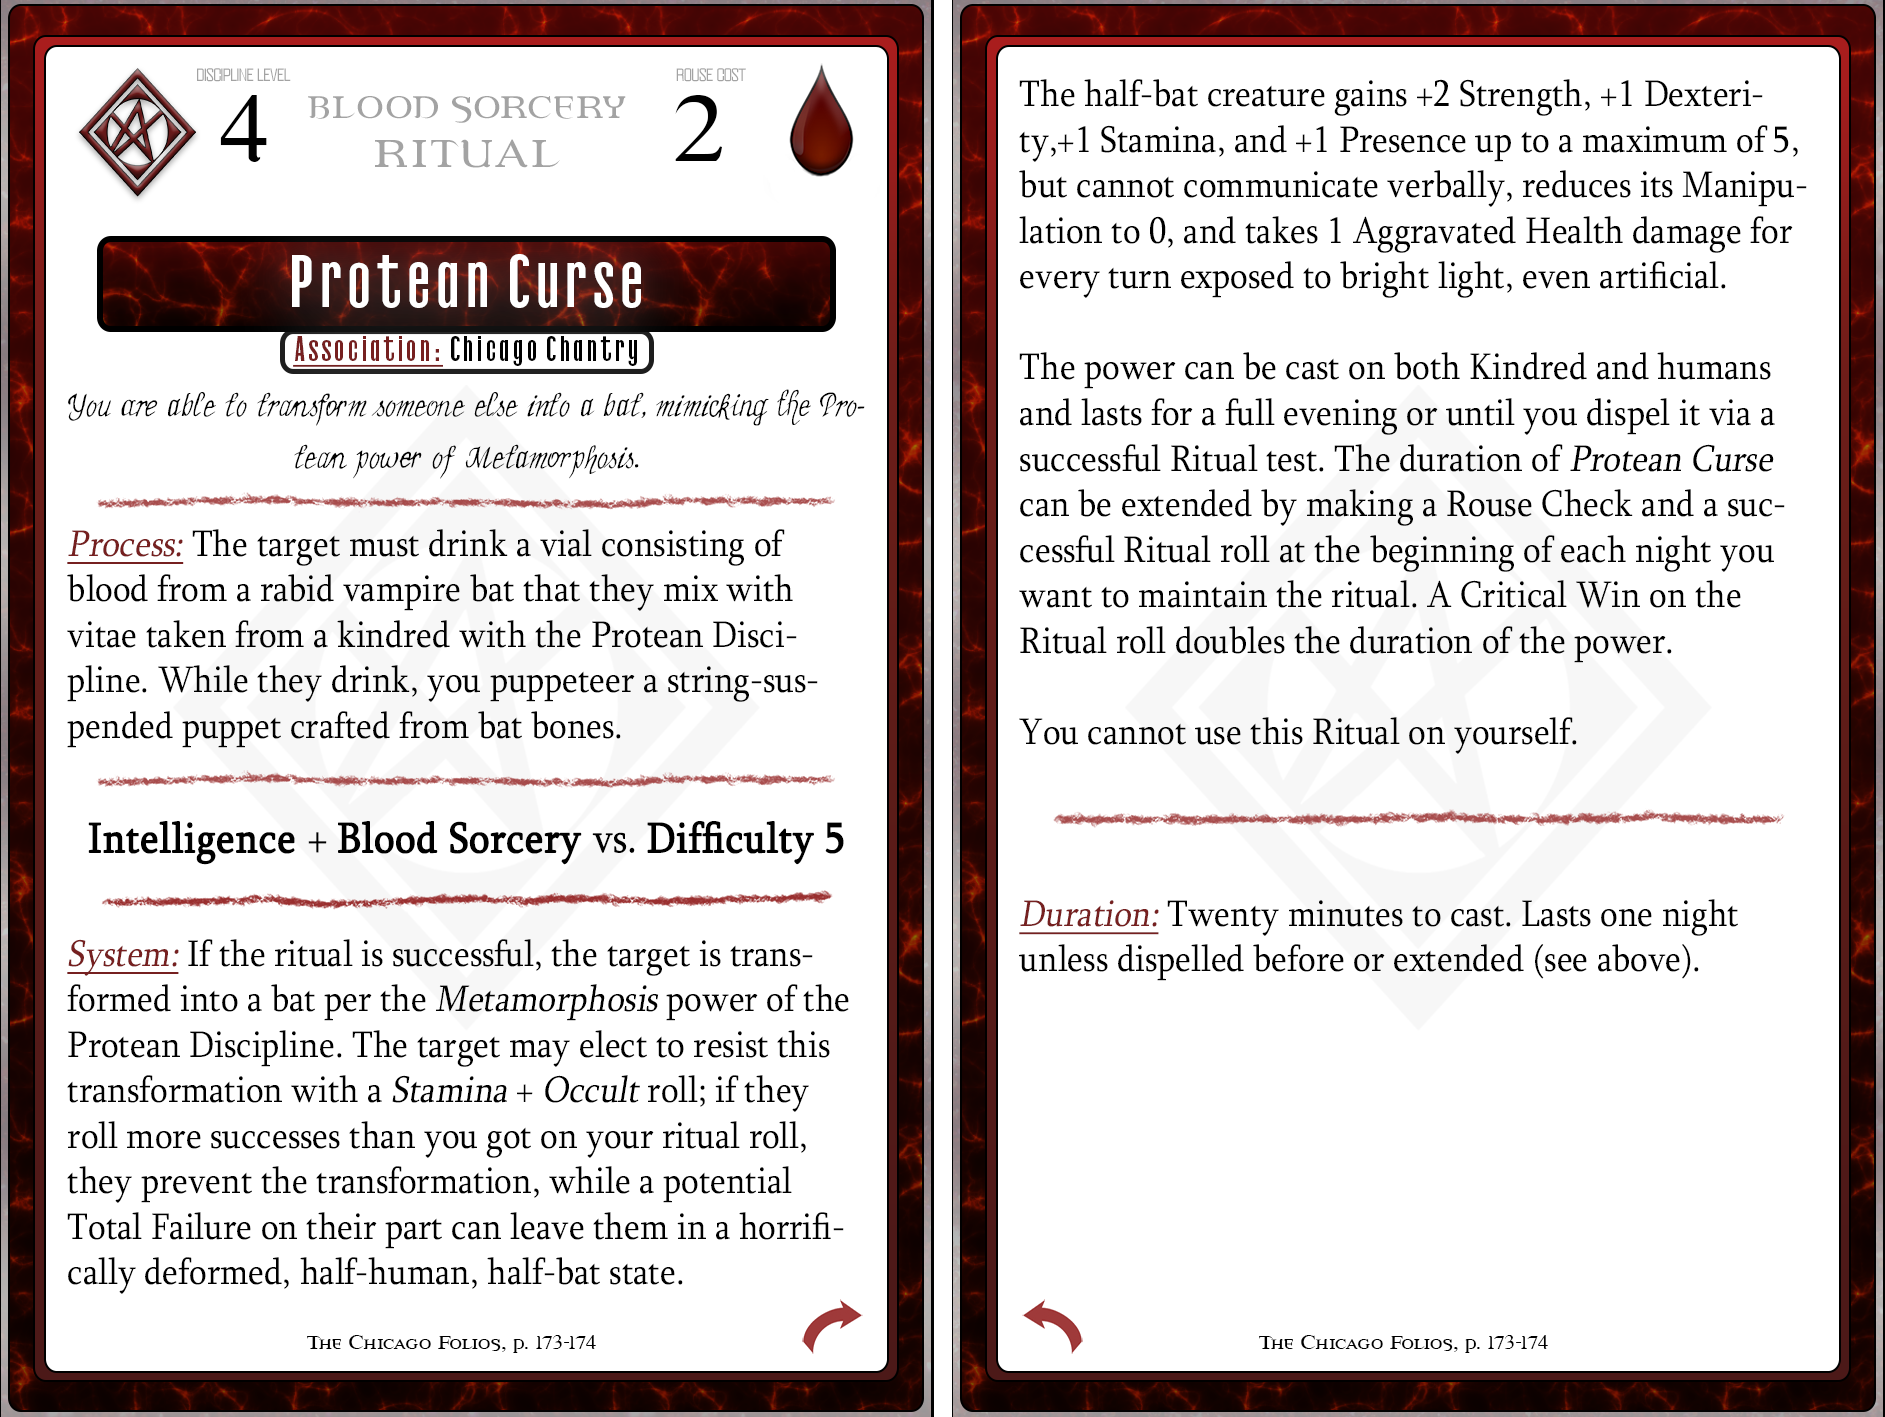 DISCIPLINE LEVEL
4
BLOOD SORCERY
RITUAL
ROUSE COST
2
Protean Curse
Association: Chicago Chantry
You are able to transform someone else into a bat, mimicking the Pro-
tean power of Metamorphosis.
Process: The target must drink a vial consisting of
blood from a rabid vampire bat that they mix with
vitae taken from a kindred with the Protean Disci-
pline. While they drink, you puppeteer a string-sus-
pended puppet crafted from bat bones.
Intelligence + Blood Sorcery vs. Difficulty 5
System: If the ritual is successful, the target is trans-
formed into a bat per the Metamorphosis power of the
Protean Discipline. The target may elect to resist this
transformation with a Stamina + Occult roll; if they
roll more successes than you got on your ritual roll,
they prevent the transformation, while a potential
Total Failure on their part can leave them in a horrifi-
cally deformed, half-human, half-bat state.
The Chicago Folios, p. 173-174
The half-bat creature gains +2 Strength, +1 Dexteri-
ty,+1 Stamina, and +1 Presence up to a maximum of 5,
but cannot communicate verbally, reduces its Manipu-
lation to 0, and takes 1 Aggravated Health damage for
every turn exposed to bright light, even artificial.
The power can be cast on both Kindred and humans
and lasts for a full evening or until you dispel it via a
successful Ritual test. The duration of Protean Curse
can be extended by making a Rouse Check and a suc-
cessful Ritual roll at the beginning of each night you
want to maintain the ritual. A Critical Win on the
Ritual roll doubles the duration of the power.
You cannot use this Ritual on yourself.
Duration: Twenty minutes to cast. Lasts one night
unless dispelled before or extended (see above).
The Chicago Folios, p. 173-174